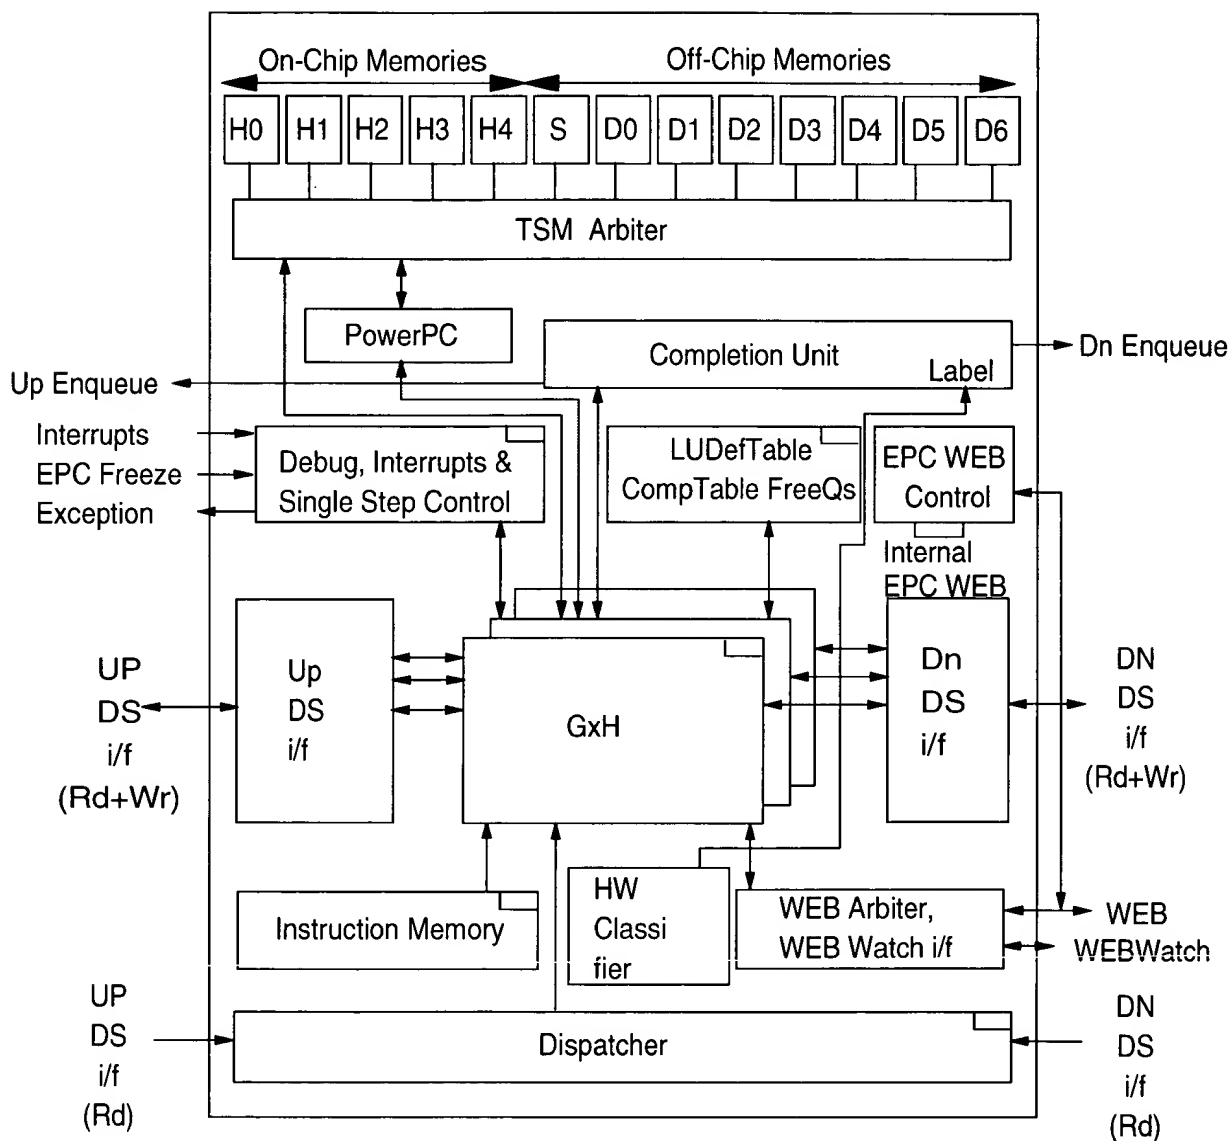 On-Chip Memories
Off-Chip Memories
H0 H1 H2 H3 H4 S D0 D1 D2 D3 D4 D5 D6
TSM Arbiter
PowerPC
Completion Unit
Label
Dn Enqueue
Up Enqueue
Interrupts
EPC Freeze
Exception
Debug, Interrupts &
Single Step Control
LUDefTable
CompTable FreeQs
EPC WEB
Control
Internal
EPC WEB
UP
DS
i/f
(Rd+Wr)
Up
DS
i/f
GxH
Dn
DS
i/f
DN
DS
i/f
(Rd+Wr)
Instruction Memory
HW
Classi
fier
WEB Arbiter,
WEB Watch i/f
WEB
WEBWatch
UP
DS
i/f
(Rd)
Dispatcher
DN
DS
i/f
(Rd)